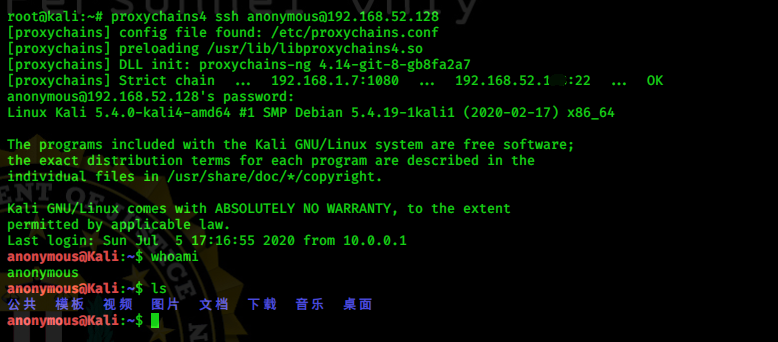 ersonnel only
root@kali:~# proxychains4 ssh anonymous@192.168.52.128
[proxychains] config file found: /etc/proxychains.conf
[proxychains] preloading /usr/lib/libproxychains4.so
[proxychains] DLL init: proxychains-ng 4.14-git-8-gb8fa2a7
[proxychains] Strict chain  ...  192.168.1.7:1080  ...  192.168.52.1  :22  ...  OK
anonymous@192.168.52.128's password:
Linux Kali 5.4.0-kali4-amd64 #1 SMP Debian 5.4.19-1kali1 (2020-02-17) x86_64
The programs included with the Kali GNU/Linux system are free software;
the exact distribution terms for each program are described in the
individual files in /usr/share/doc/*/copyright.
Kali GNU/Linux comes with ABSOLUTELY NO WARRANTY, to the extent
permitted by applicable law.
Last login: Sun Jul  5 17:16:55 2020 from 10.0.0.1
anonymous@Kali:~$ whoami
anonymous
anonymous@Kali:~$ ls
公共 模板 视频 图片 文档 下载 音乐 桌面
anonymous@Kali:~$